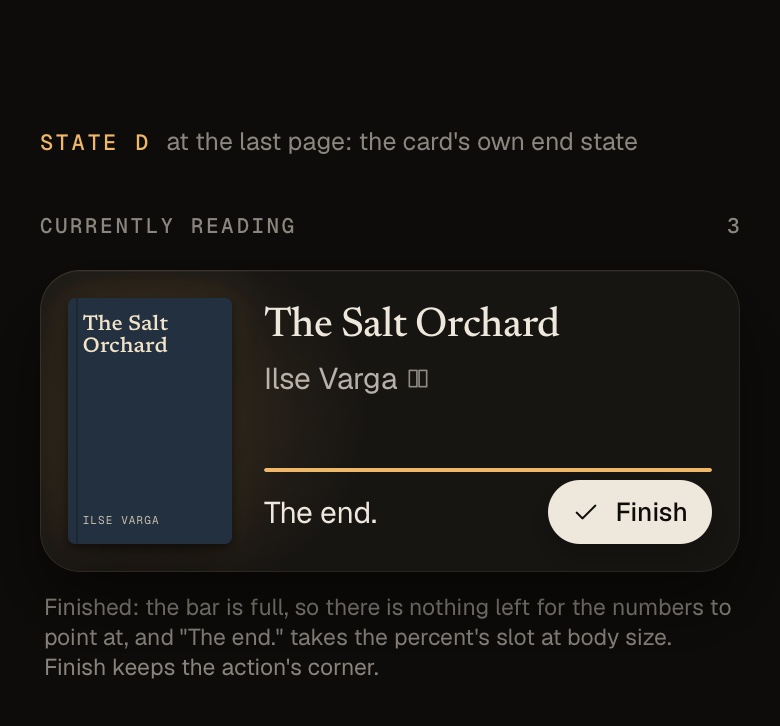 STATE D at the last page: the card's own end state
CURRENTLY READING 3
The Salt
Orchard
ILSE VARGA
The Salt Orchard
Ilse Varga
The end.
Finish
Finished: the bar is full, so there is nothing left for the numbers to
point at, and "The end." takes the percent's slot at body size.
Finish keeps the action's corner.